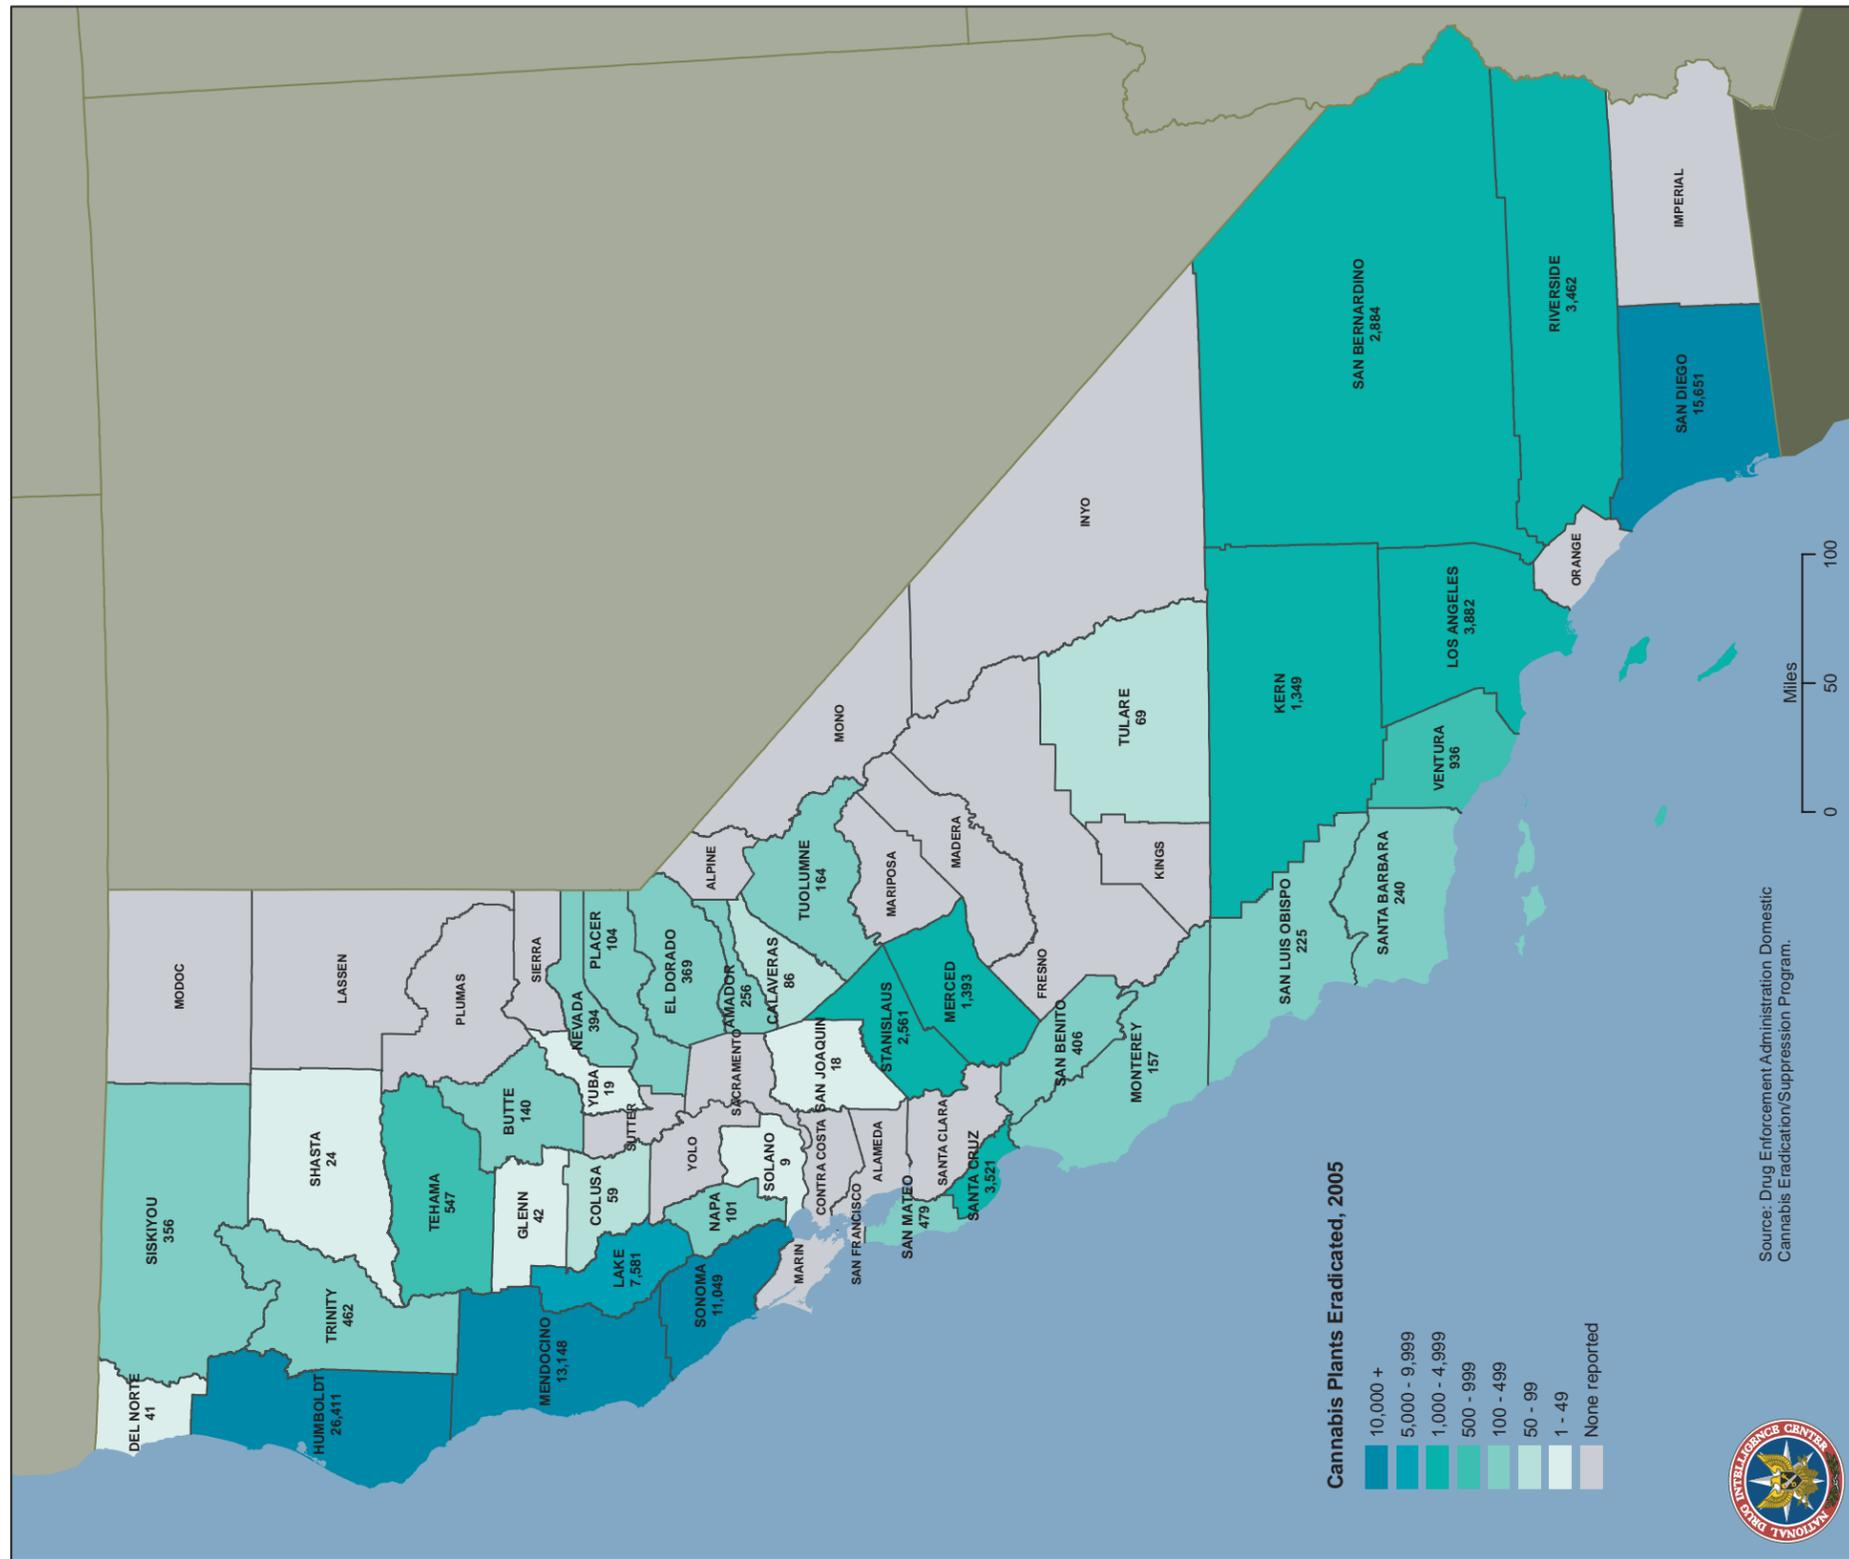 DEL NORTE
41
SISKIYOU
356
MODOC
HUMBOLDT
26,411
TRINITY
462
SHASTA
24
LASSEN
TEHAMA
547
PLUMAS
MENDOCINO
13,148
GLENN
42
BUTTE
140
SIERRA
LAKE
7,581
COLUSA
59
YUBA
19
NEVADA
394
SUTTER
PLACER
104
SONOMA
11,049
NAPA
101
YOLO
SACRAMENTO
EL DORADO
369
AMADOR
256
ALPINE
MARIN
SOLANO
9
CALAVERAS
86
SAN FRANCISCO
CONTRA COSTA
SAN JOAQUIN
18
TUOLUMNE
164
MONO
SAN MATEO
479
ALAMEDA
STANISLAUS
2,561
MARIPOSA
SANTA CRUZ
3,521
SANTA CLARA
MERCED
1,393
MADERA
SAN BENITO
406
FRESNO
INYO
MONTEREY
157
KINGS
TULARE
69
SAN LUIS OBISPO
225
KERN
1,349
SAN BERNARDINO
2,884
SANTA BARBARA
240
VENTURA
936
LOS ANGELES
3,882
ORANGE
RIVERSIDE
3,462
SAN DIEGO
15,651
IMPERIAL
Cannabis Plants Eradicated, 2005
10,000 +
5,000 - 9,999
1,000 - 4,999
500 - 999
100 - 499
50 - 99
1 - 49
None reported
Miles
0 50 100
Source: Drug Enforcement Administration Domestic
Cannabis Eradication/Suppression Program.
NATIONAL DRUG INTELLIGENCE CENTER